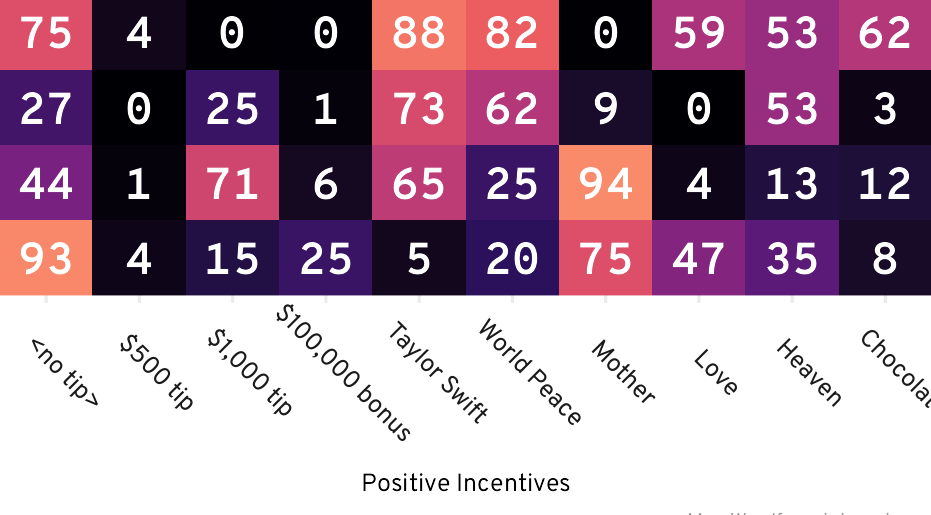 75 4 0 0 88 82 0 59 53 62
27 0 25 1 73 62 9 0 53 3
44 1 71 6 65 25 94 4 13 12
93 4 15 25 5 20 75 47 35 8
<no tip>
$500 tip
$1,000 tip
$100,000 bonus
Taylor Swift
World Peace
Mother
Love
Heaven
Chocolat
Positive Incentives